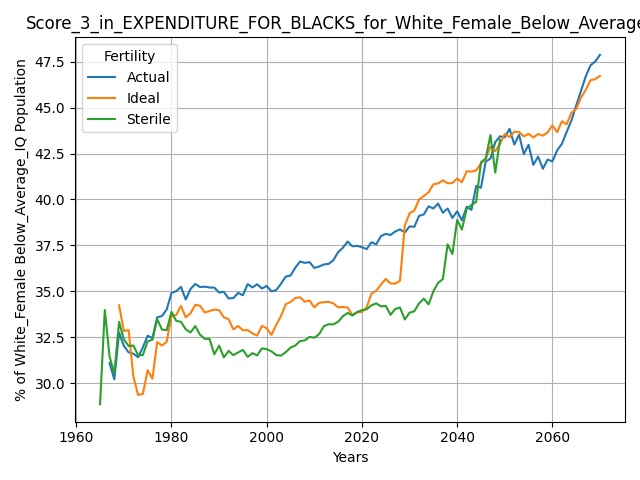 Score_3_in_EXPENDITURE_FOR_BLACKS_for_White_Female_Below_Average
Fertility
Actual
Ideal
Sterile
% of White_Female Below_Average_IQ Population
47.5
45.0
42.5
40.0
37.5
35.0
32.5
30.0
1960
1980
2000
2020
2040
2060
Years